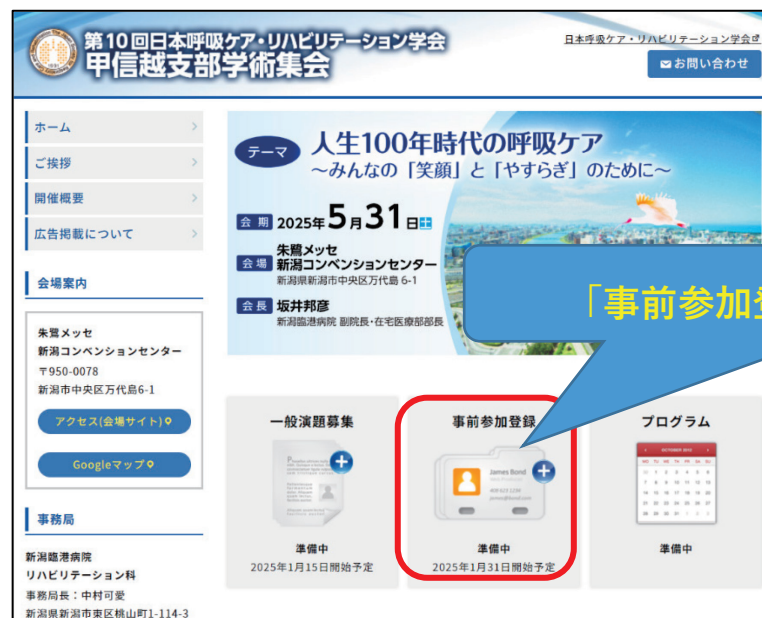 第10回日本呼吸ケア・リハビリテーション学会
甲信越支部学術集会
日本呼吸ケア・リハビリテーション学会
お問い合わせ
ホーム
ご挨拶
開催概要
広告掲載について
会場案内
朱鷺メッセ
新潟コンベンションセンター
〒950-0078
新潟市中央区万代島6-1
アクセス(会場サイト)
Googleマップ
事務局
新潟臨港病院
リハビリテーション科
事務局長：中村可愛
新潟県新潟市東区桃山町1-114-3
テーマ 人生100年時代の呼吸ケア
～みんなの「笑顔」と「やすらぎ」のために～
会期 2025年5月31日土
会場 朱鷺メッセ
新潟コンベンションセンター
新潟県新潟市中央区万代島 6-1
会長 坂井邦彦
新潟臨港病院 副院長・在宅医療部部長
「事前参加登
一般演題募集
準備中
2025年1月15日開始予定
事前参加登録
James Bond
james@bond.com
準備中
2025年1月31日開始予定
プログラム
OCTOBER
準備中